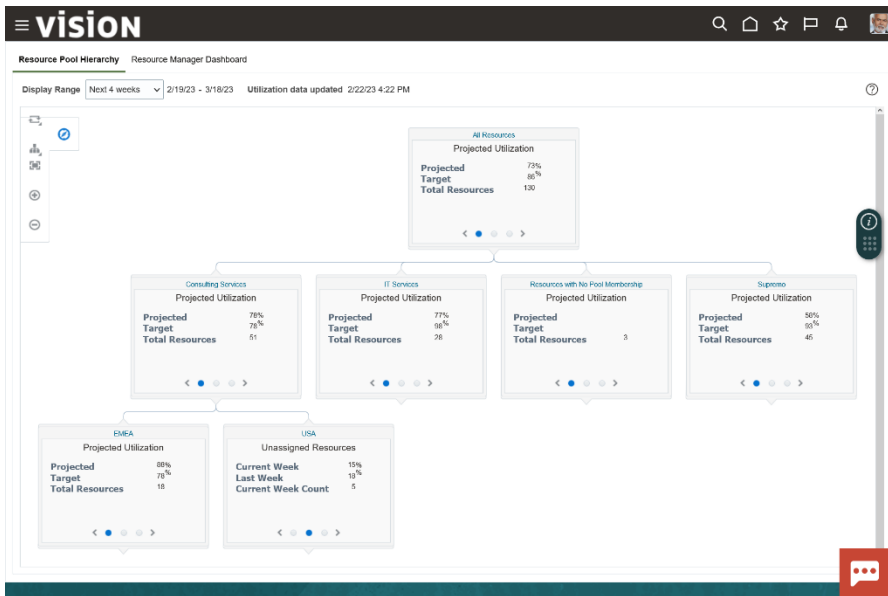 vision
Resource Pool Hierarchy Resource Manager Dashboard
Display Range Next 4 weeks 2/19/23 - 3/18/23 Utilization data updated 2/22/23 4:22 PM
All Resources
Projected Utilization
Projected 73%
Target 86%
Total Resources 130
Consulting Services
Projected Utilization
Projected 78%
Target 78%
Total Resources 51
IT Services
Projected Utilization
Projected 77%
Target 98%
Total Resources 28
Resources with No Pool Membership
Projected Utilization
Projected
Target
Total Resources 3
Supremo
Projected Utilization
Projected 58%
Target 93%
Total Resources 45
EMEA
Projected Utilization
Projected 88%
Target 78%
Total Resources 18
USA
Unassigned Resources
Current Week 15%
Last Week 18%
Current Week Count 5